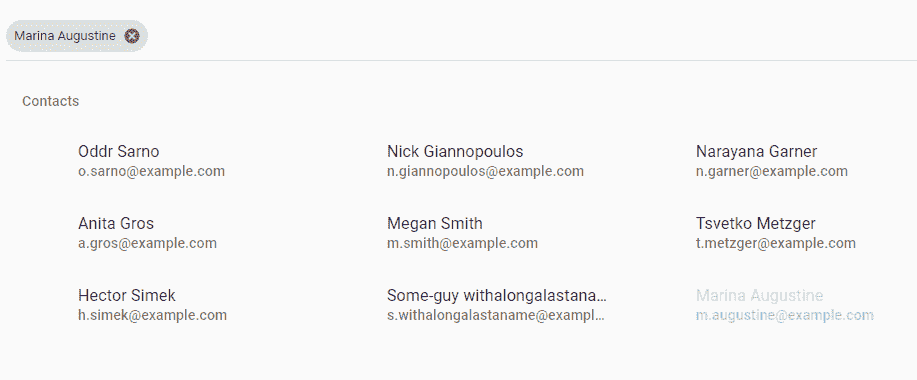 Marina Augustine
Contacts
Oddr Sarno
o.sarno@example.com
Nick Giannopoulos
n.giannopoulos@example.com
Narayana Garner
n.garner@example.com
Anita Gros
a.gros@example.com
Megan Smith
m.smith@example.com
Tsvetko Metzger
t.metzger@example.com
Hector Simek
h.simek@example.com
Some-guy withalongalastana...
s.withalongalastaname@exampl...
Marina Augustine
m.augustine@example.com